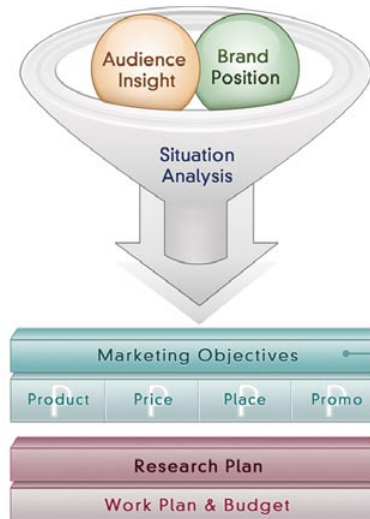 Audience
Insight
Brand
Position
Situation
Analysis
Marketing Objectives
Product
Price
Place
Promo
P
P
P
P
Research Plan
Work Plan & Budget